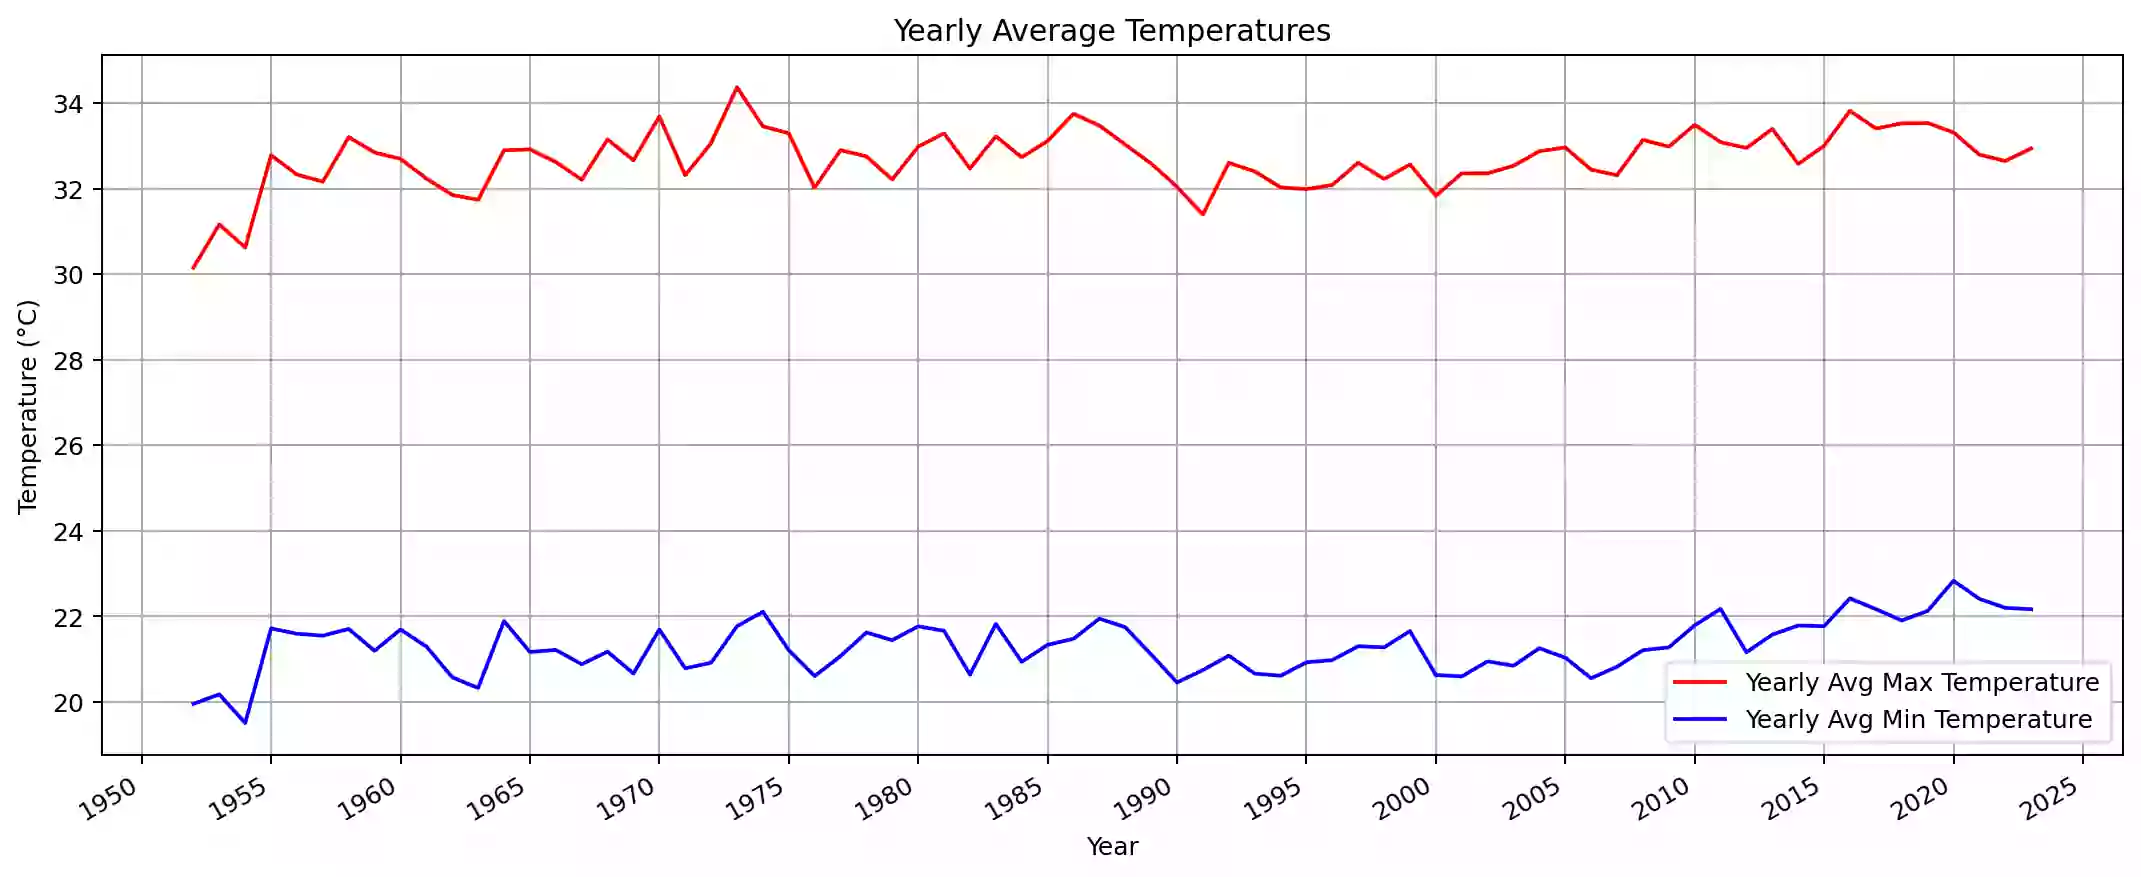 Yearly Average Temperatures
34
32
30
28
26
24
22
20
Temperature (°C)
Yearly Avg Max Temperature
Yearly Avg Min Temperature
1950 1955 1960 1965 1970 1975 1980 1985 1990 1995 2000 2005 2010 2015 2020 2025
Year